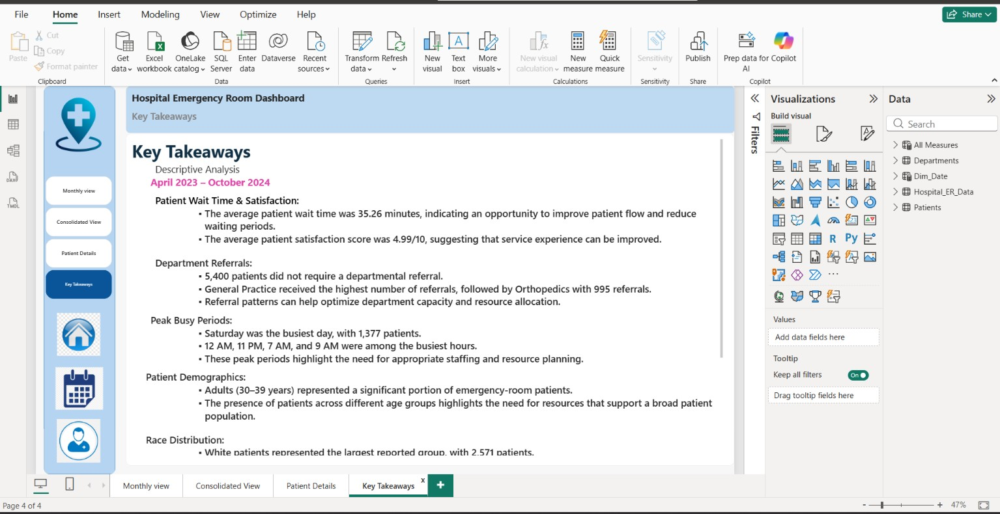 File Home Insert Modeling View Optimize Help Share
Paste
Cut
Copy
Format painter
Clipboard
Get data
Excel workbook
OneLake catalog
SQL Server
Enter data
Dataverse
Recent sources
Data
Transform data
Refresh
Queries
New visual
Text box
More visuals
Insert
New visual calculation
New measure
Quick measure
Calculations
Sensitivity
Sensitivity
Publish
Share
Prep data for AI
Copilot
Copilot
DAX
TMDL
Monthly view
Consolidated View
Patient Details
Key Takeaways
Hospital Emergency Room Dashboard
Key Takeaways
Key Takeaways
Descriptive Analysis
April 2023 – October 2024
Patient Wait Time & Satisfaction:
▪ The average patient wait time was 35.26 minutes, indicating an opportunity to improve patient flow and reduce
waiting periods.
▪ The average patient satisfaction score was 4.99/10, suggesting that service experience can be improved.
Department Referrals:
▪ 5,400 patients did not require a departmental referral.
▪ General Practice received the highest number of referrals, followed by Orthopedics with 995 referrals.
▪ Referral patterns can help optimize department capacity and resource allocation.
Peak Busy Periods:
▪ Saturday was the busiest day, with 1,377 patients.
▪ 12 AM, 11 PM, 7 AM, and 9 AM were among the busiest hours.
▪ These peak periods highlight the need for appropriate staffing and resource planning.
Patient Demographics:
▪ Adults (30–39 years) represented a significant portion of emergency-room patients.
▪ The presence of patients across different age groups highlights the need for resources that support a broad patient
population.
Race Distribution:
▪ White patients represented the largest reported group, with 2,571 patients.
Filters
Visualizations
Build visual
R
Py
123
...
Values
Add data fields here
Tooltip
Keep all filters On
Drag tooltip fields here
Data
Search
All Measures
Departments
Dim_Date
Hospital_ER_Data
Patients
Monthly view
Consolidated View
Patient Details
Key Takeaways x
+
Page 4 of 4
- + 47%